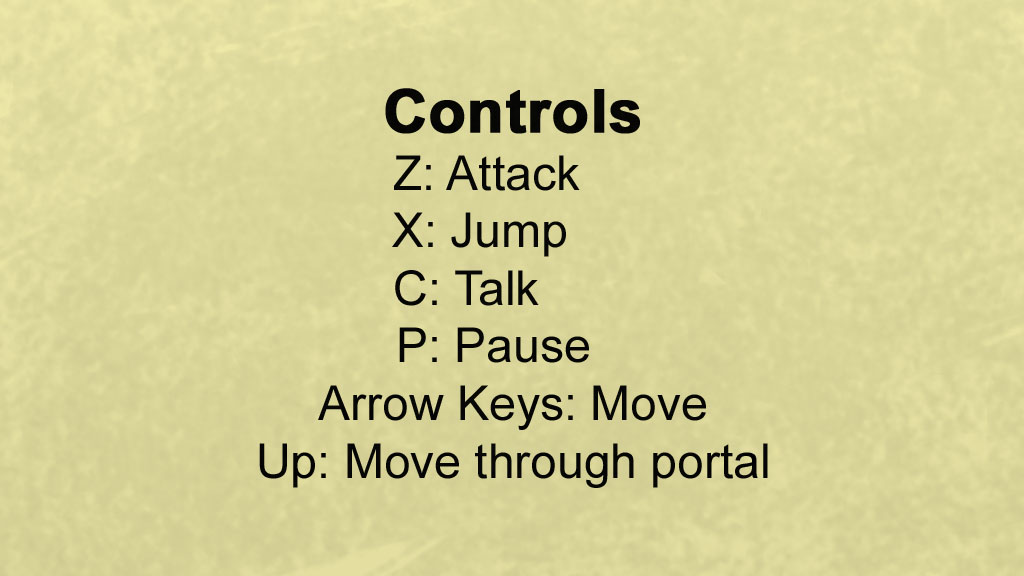 Controls
Z: Attack
X: Jump
C: Talk
P: Pause
Arrow Keys: Move
Up: Move through portal